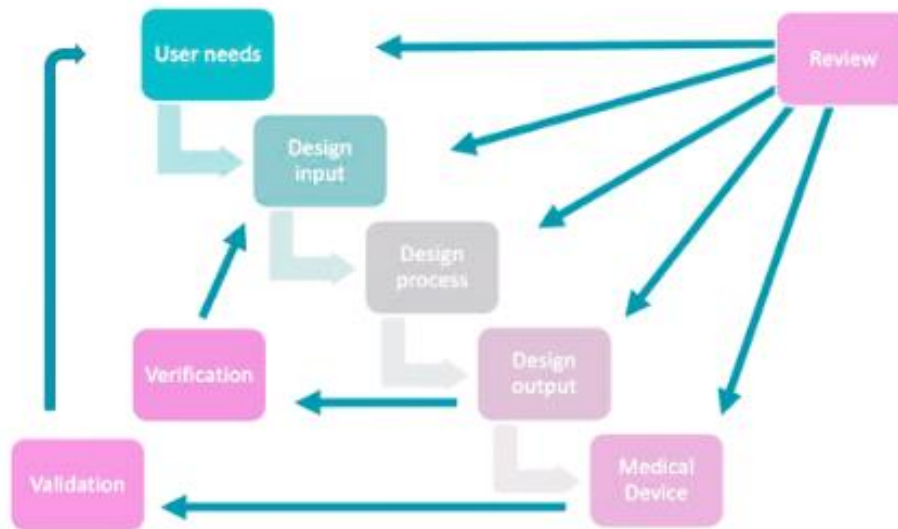 User needs
Review
Design
input
Design
process
Verification
Design
output
Validation
Medical
Device